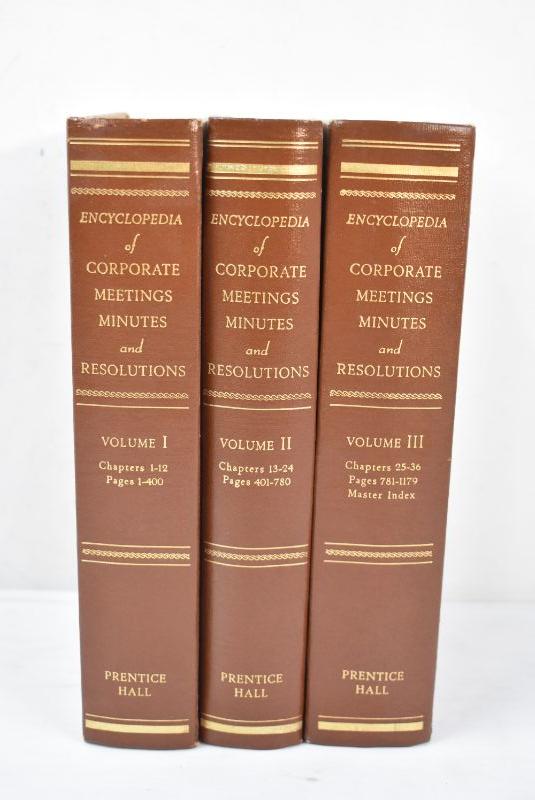 ENCYCLOPEDIA
of
CORPORATE
MEETINGS
MINUTES
and
RESOLUTIONS
VOLUME I
Chapters 1-12
Pages 1-400
PRENTICE
HALL
ENCYCLOPEDIA
of
CORPORATE
MEETINGS
MINUTES
and
RESOLUTIONS
VOLUME II
Chapters 13-24
Pages 401-780
PRENTICE
HALL
ENCYCLOPEDIA
of
CORPORATE
MEETINGS
MINUTES
and
RESOLUTIONS
VOLUME III
Chapters 25-36
Pages 781-1179
Master Index
PRENTICE
HALL